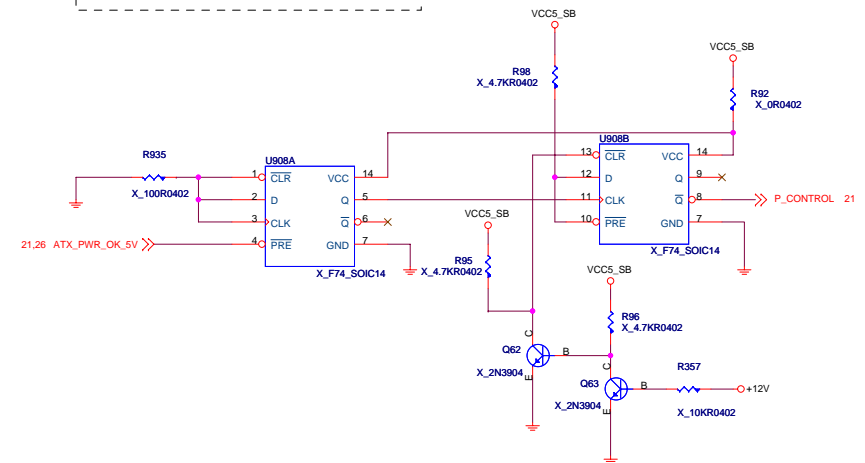 VCC5_SB
VCC5_SB
R98
X_4.7KR0402
R92
X_0R0402
R935
X_100R0402
U908A
1 CLR VCC 14
2 D Q 5
3 CLK Q 6
4 PRE GND 7
X_F74_SOIC14
21,26 ATX_PWR_OK_5V
U908B
13 CLR VCC 14
12 D Q 9
11 CLK Q 8
10 PRE GND 7
X_F74_SOIC14
P_CONTROL 21
VCC5_SB
R95
X_4.7KR0402
VCC5_SB
R96
X_4.7KR0402
Q62
X_2N3904
C
B
E
Q63
X_2N3904
C
B
E
R357
X_10KR0402
+12V